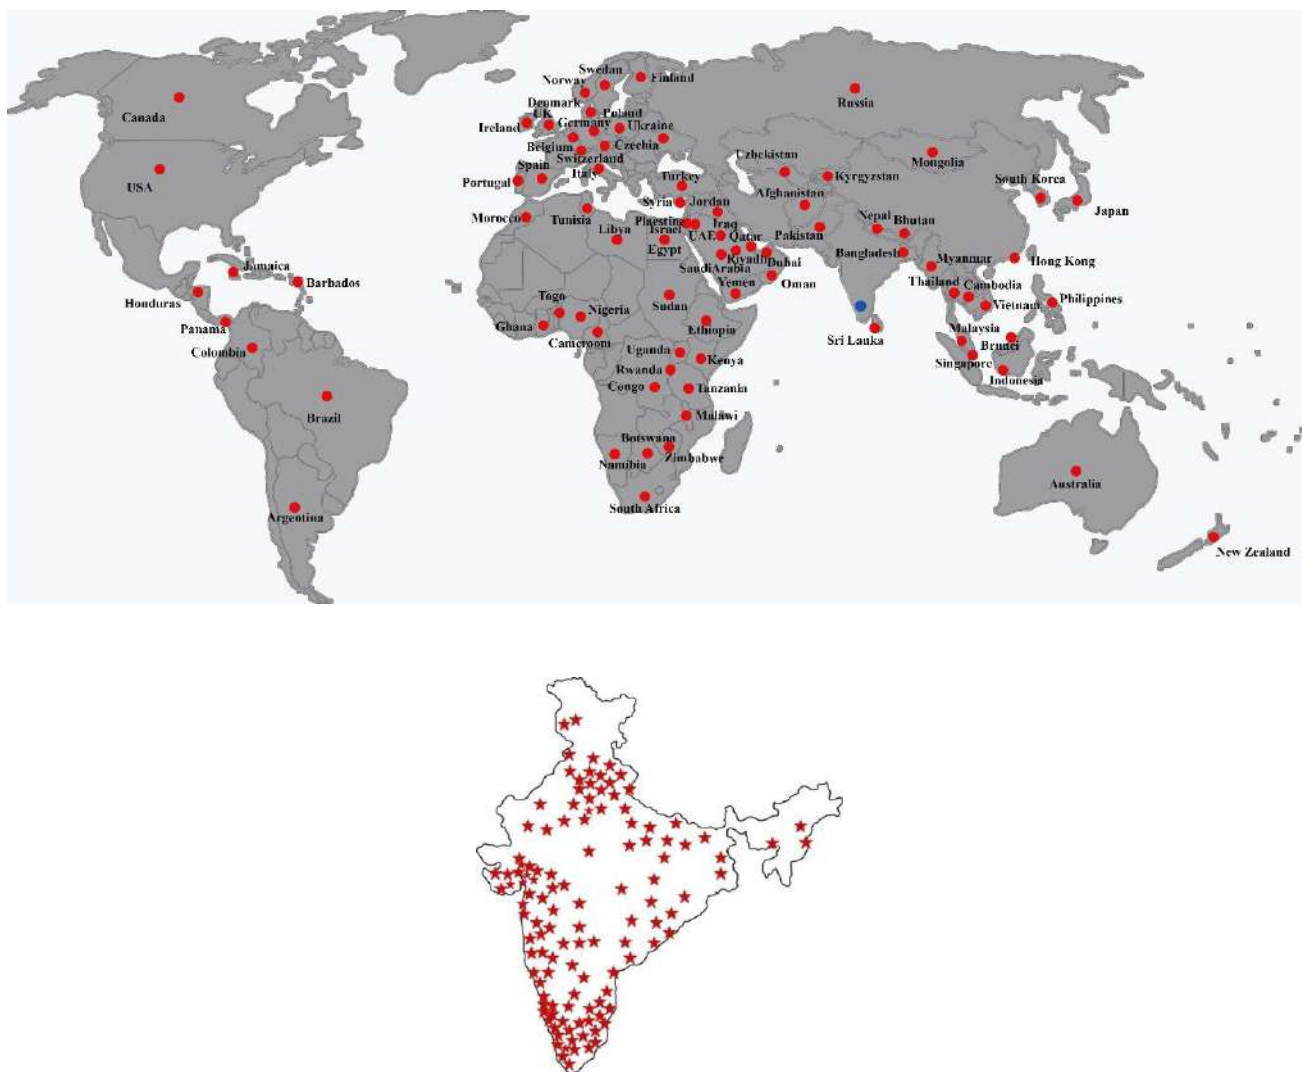 Sweden
Norway
Finland
Canada
Denmark
Russia
UK
Poland
Ireland
Germany
Ukraine
Belgium
Czechia
USA
Switzerland
Spain
Italy
Uzbekistan
Mongolia
Portugal
Turkey
Kyrgyzstan
South Korea
Afghanistan
Syria
Jordan
Japan
Morocco
Tunisia
Plaesting
Iraq
Nepal
Bhutan
Libya
Israel
UAE
Qatar
Pakistan
Egypt
Riyadh
Bangladesh
Myanmar
Hong Kong
Dubai
Jamaica
SaudiArabia
Barbados
Yemen
Oman
Thailand
Cambodia
Honduras
Togo
Sudan
Vietnam
Philippines
Nigeria
Panama
Ghana
Ethiopia
Malaysia
Cameroom
Sri Lauka
Brunei
Colombia
Uganda
Kenya
Singapore
Rwanda
Indonesia
Congo
Tanzania
Brazil
Malawi
Botswana
Zimbabwe
Namibia
Australia
South Africa
Argentina
New Zealand